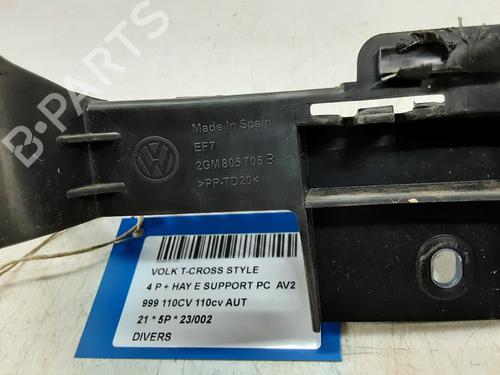 B-PARTS
Made In Spain
EF7
2GM 805 705 B
>PP-TD20<
VOLK T-CROSS STYLE
4 P + HAY E SUPPORT PC AV2
999 110CV 110cv AUT
21 * 5P * 23/002
DIVERS